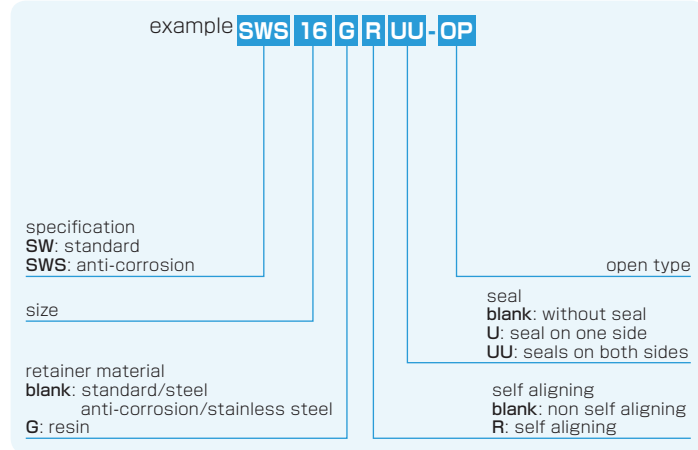 example SWS 16 G R UU - OP
specification
SW: standard
SWS: anti-corrosion
size
retainer material
blank: standard/steel
anti-corrosion/stainless steel
G: resin
open type
seal
blank: without seal
U: seal on one side
UU: seals on both sides
self aligning
blank: non self aligning
R: self aligning